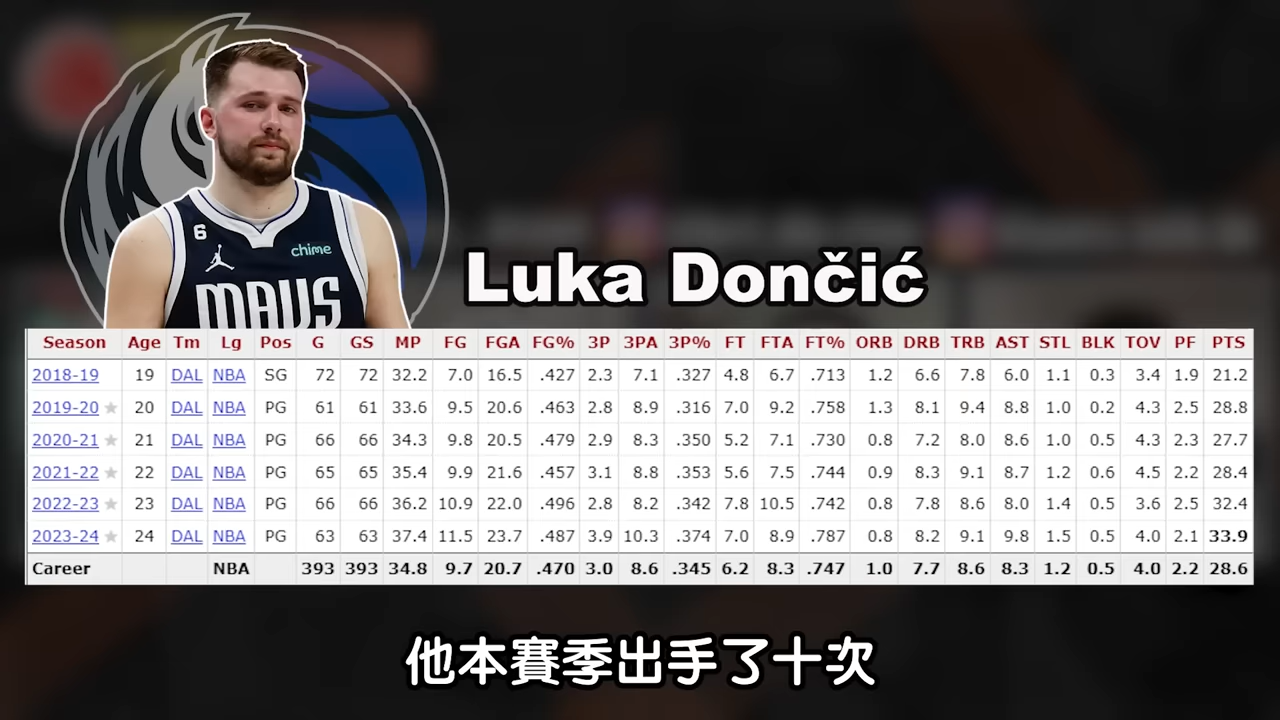 6
chime
MAVS
Luka Dončić
Season Age Tm Lg Pos G GS MP FG FGA FG% 3P 3PA 3P% FT FTA FT% ORB DRB TRB AST STL BLK TOV PF PTS
2018-19 19 DAL NBA SG 72 72 32.2 7.0 16.5 .427 2.3 7.1 .327 4.8 6.7 .713 1.2 6.6 7.8 6.0 1.1 0.3 3.4 1.9 21.2
2019-20 ★ 20 DAL NBA PG 61 61 33.6 9.5 20.6 .463 2.8 8.9 .316 7.0 9.2 .758 1.3 8.1 9.4 8.8 1.0 0.2 4.3 2.5 28.8
2020-21 ★ 21 DAL NBA PG 66 66 34.3 9.8 20.5 .479 2.9 8.3 .350 5.2 7.1 .730 0.8 7.2 8.0 8.6 1.0 0.5 4.3 2.3 27.7
2021-22 ★ 22 DAL NBA PG 65 65 35.4 9.9 21.6 .457 3.1 8.8 .353 5.6 7.5 .744 0.9 8.3 9.1 8.7 1.2 0.6 4.5 2.2 28.4
2022-23 ★ 23 DAL NBA PG 66 66 36.2 10.9 22.0 .496 2.8 8.2 .342 7.8 10.5 .742 0.8 7.8 8.6 8.0 1.4 0.5 3.6 2.5 32.4
2023-24 ★ 24 DAL NBA PG 63 63 37.4 11.5 23.7 .487 3.9 10.3 .374 7.0 8.9 .787 0.8 8.2 9.1 9.8 1.5 0.5 4.0 2.1 33.9
Career NBA 393 393 34.8 9.7 20.7 .470 3.0 8.6 .345 6.2 8.3 .747 1.0 7.7 8.6 8.3 1.2 0.5 4.0 2.2 28.6
他本賽季出手了十次